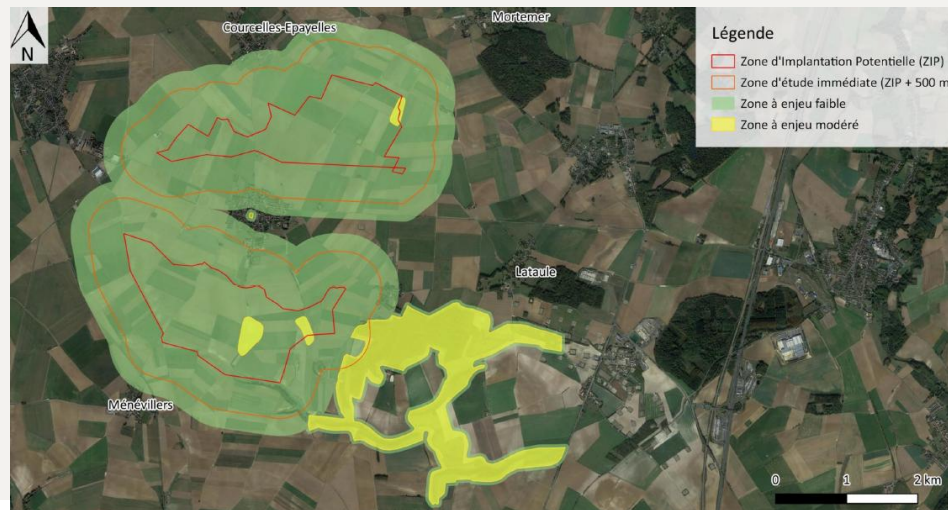 Courcelles-Epayelles
Mortemer
N
Légende
Zone d'Implantation Potentielle (ZIP)
Zone d'étude immédiate (ZIP + 500 m
Zone à enjeu faible
Zone à enjeu modéré
Lataule
Ménévillers
0 1 2 km